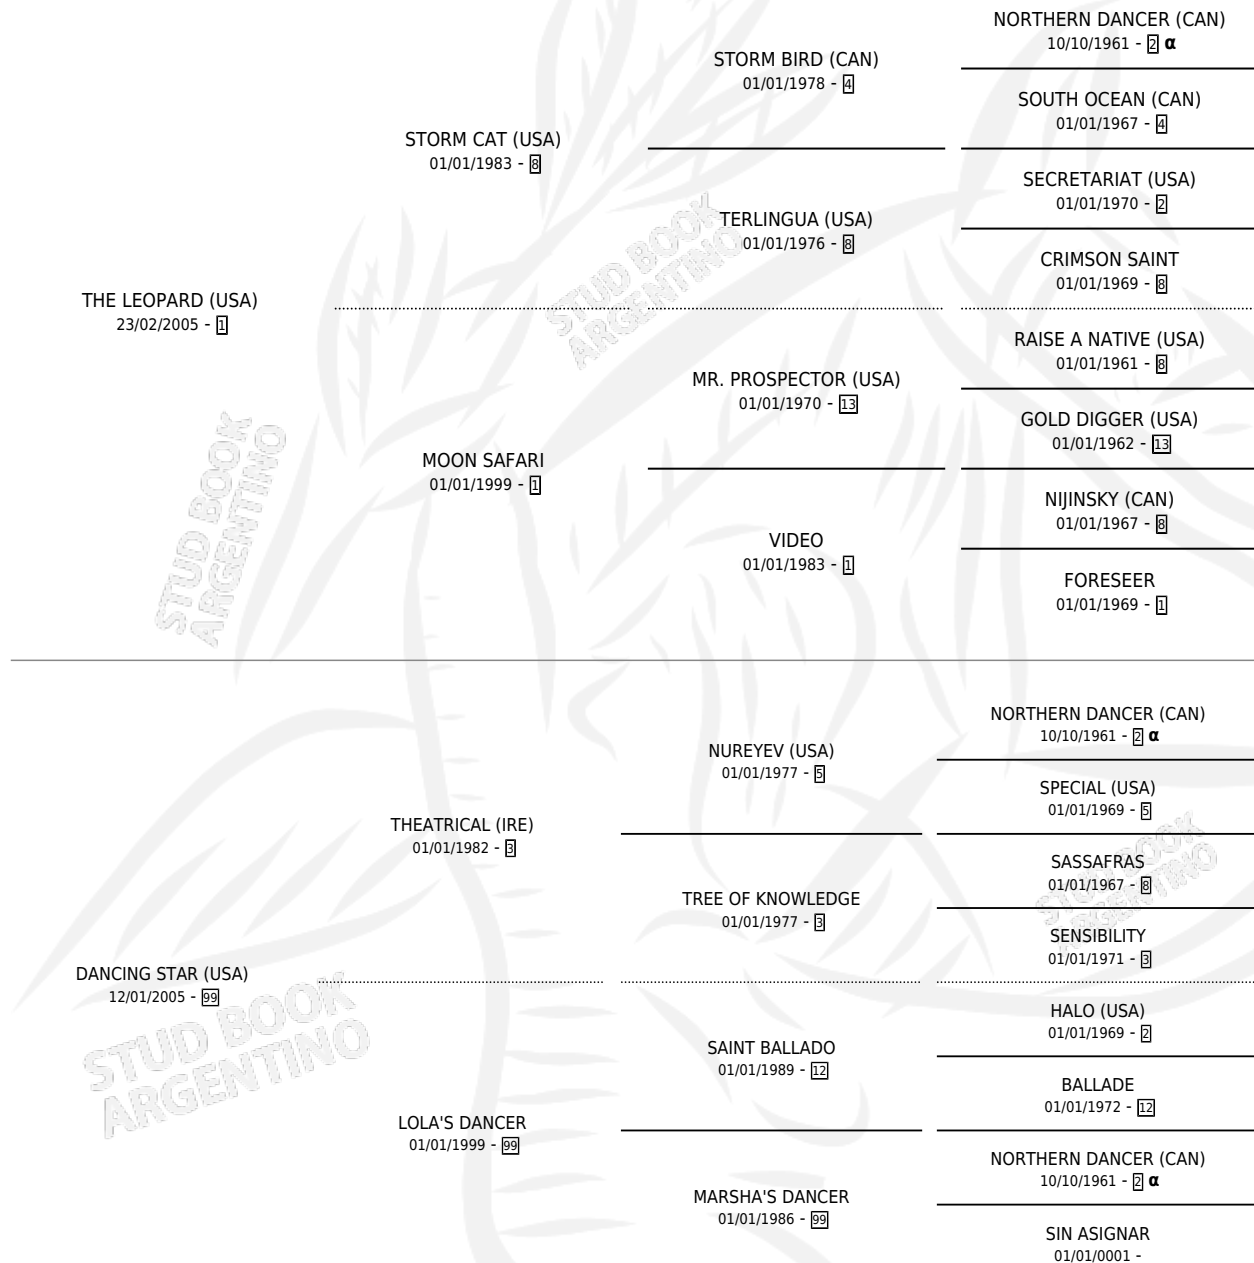 NORTHERN DANCER (CAN)
10/10/1961 - 2 α
STORM BIRD (CAN)
01/01/1978 - 4
SOUTH OCEAN (CAN)
01/01/1967 - 4
STORM CAT (USA)
01/01/1983 - 8
SECRETARIAT (USA)
01/01/1970 - 2
TERLINGUA (USA)
01/01/1976 - 8
CRIMSON SAINT
01/01/1969 - 8
THE LEOPARD (USA)
23/02/2005 - 1
STUD BOOK
ARGENTINO
RAISE A NATIVE (USA)
01/01/1961 - 8
MR. PROSPECTOR (USA)
01/01/1970 - 13
GOLD DIGGER (USA)
01/01/1962 - 13
MOON SAFARI
01/01/1999 - 1
NIJINSKY (CAN)
01/01/1967 - 8
VIDEO
01/01/1983 - 1
FORESEER
01/01/1969 - 1
STUD BOOK
ARGENTINO
NORTHERN DANCER (CAN)
10/10/1961 - 2 α
NUREYEV (USA)
01/01/1977 - 5
SPECIAL (USA)
01/01/1969 - 5
THEATRICAL (IRE)
01/01/1982 - 3
SASSAFRAS
01/01/1967 - 8
STUD BOOK
ARGENTINO
TREE OF KNOWLEDGE
01/01/1977 - 3
SENSIBILITY
01/01/1971 - 3
DANCING STAR (USA)
12/01/2005 - 99
STUD BOOK
ARGENTINO
HALO (USA)
01/01/1969 - 2
SAINT BALLADO
01/01/1989 - 12
BALLADE
01/01/1972 - 12
LOLA'S DANCER
01/01/1999 - 99
NORTHERN DANCER (CAN)
10/10/1961 - 2 α
MARSHA'S DANCER
01/01/1986 - 99
SIN ASIGNAR
01/01/0001 -